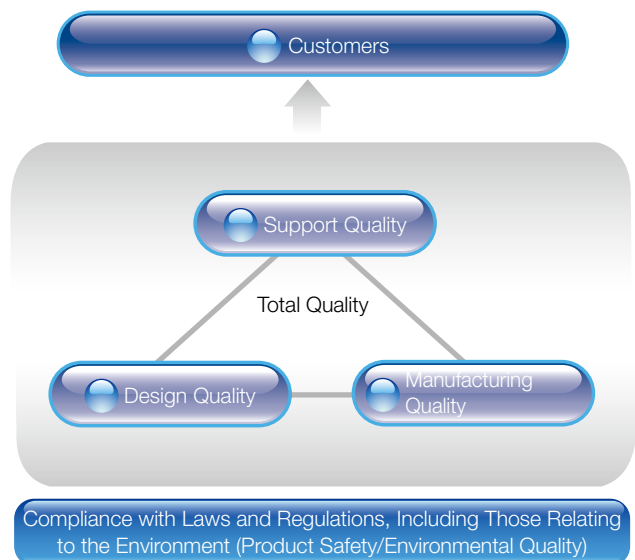 Customers
Support Quality
Total Quality
Design Quality
Manufacturing
Quality
Compliance with Laws and Regulations, Including Those Relating
to the Environment (Product Safety/Environmental Quality)